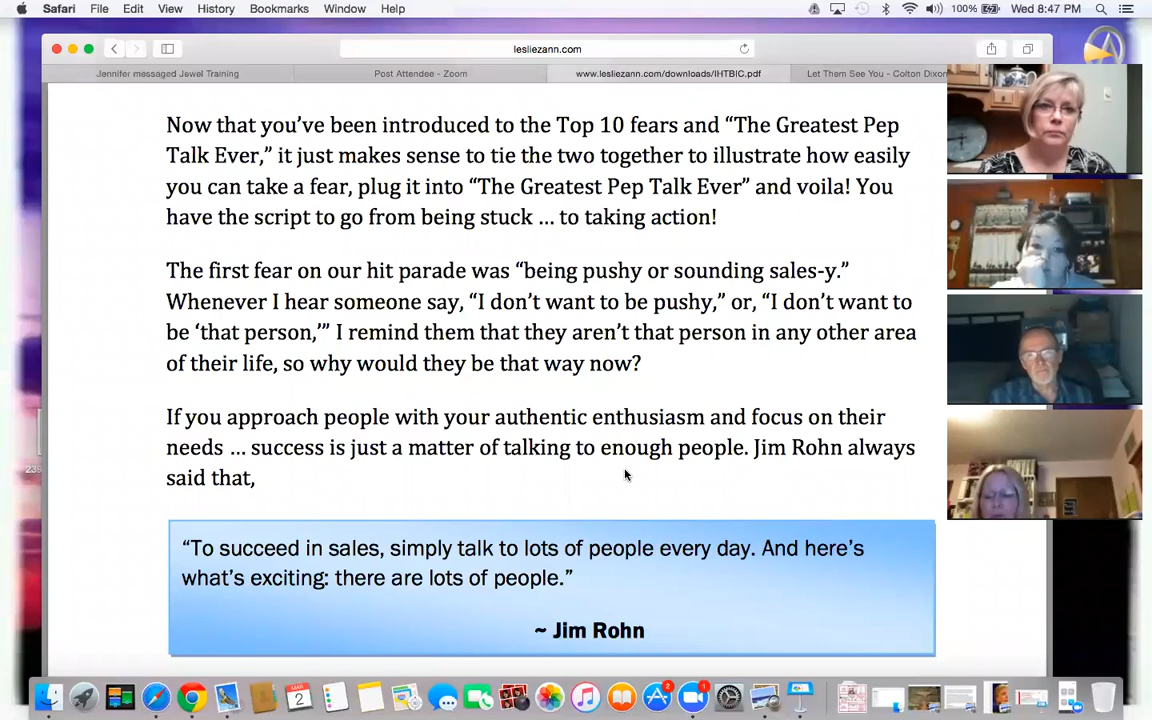 Safari File Edit View History Bookmarks Window Help 100% Wed 8:47 PM
lesliezann.com
Jennifer messaged Jewel Training Post Attendee - Zoom www.lesliezann.com/downloads/IHTBIC.pdf Let Them See You - Colton Dixon
Now that you’ve been introduced to the Top 10 fears and “The Greatest Pep
Talk Ever,” it just makes sense to tie the two together to illustrate how easily
you can take a fear, plug it into “The Greatest Pep Talk Ever” and voila! You
have the script to go from being stuck … to taking action!
The first fear on our hit parade was “being pushy or sounding sales-y.”
Whenever I hear someone say, “I don’t want to be pushy,” or, “I don’t want to
be ‘that person,’” I remind them that they aren’t that person in any other area
of their life, so why would they be that way now?
If you approach people with your authentic enthusiasm and focus on their
needs … success is just a matter of talking to enough people. Jim Rohn always
said that,
“To succeed in sales, simply talk to lots of people every day. And here’s
what’s exciting: there are lots of people.”
~ Jim Rohn
MAR
2
2
1